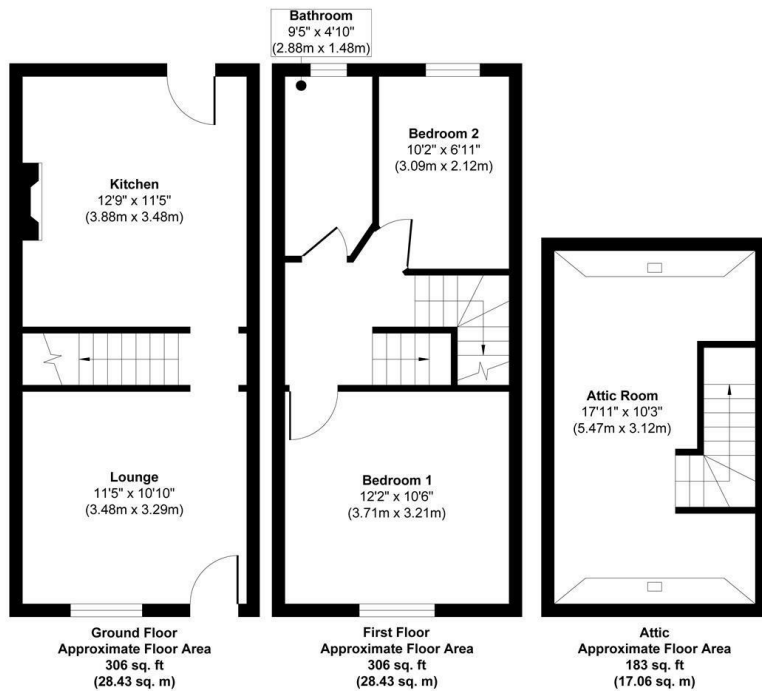 Bathroom
9'5" x 4'10"
(2.88m x 1.48m)
Kitchen
12'9" x 11'5"
(3.88m x 3.48m)
Bedroom 2
10'2" x 6'11"
(3.09m x 2.12m)
Attic Room
17'11" x 10'3"
(5.47m x 3.12m)
Lounge
11'5" x 10'10"
(3.48m x 3.29m)
Bedroom 1
12'2" x 10'6"
(3.71m x 3.21m)
Ground Floor
Approximate Floor Area
306 sq. ft
(28.43 sq. m)
First Floor
Approximate Floor Area
306 sq. ft
(28.43 sq. m)
Attic
Approximate Floor Area
183 sq. ft
(17.06 sq. m)